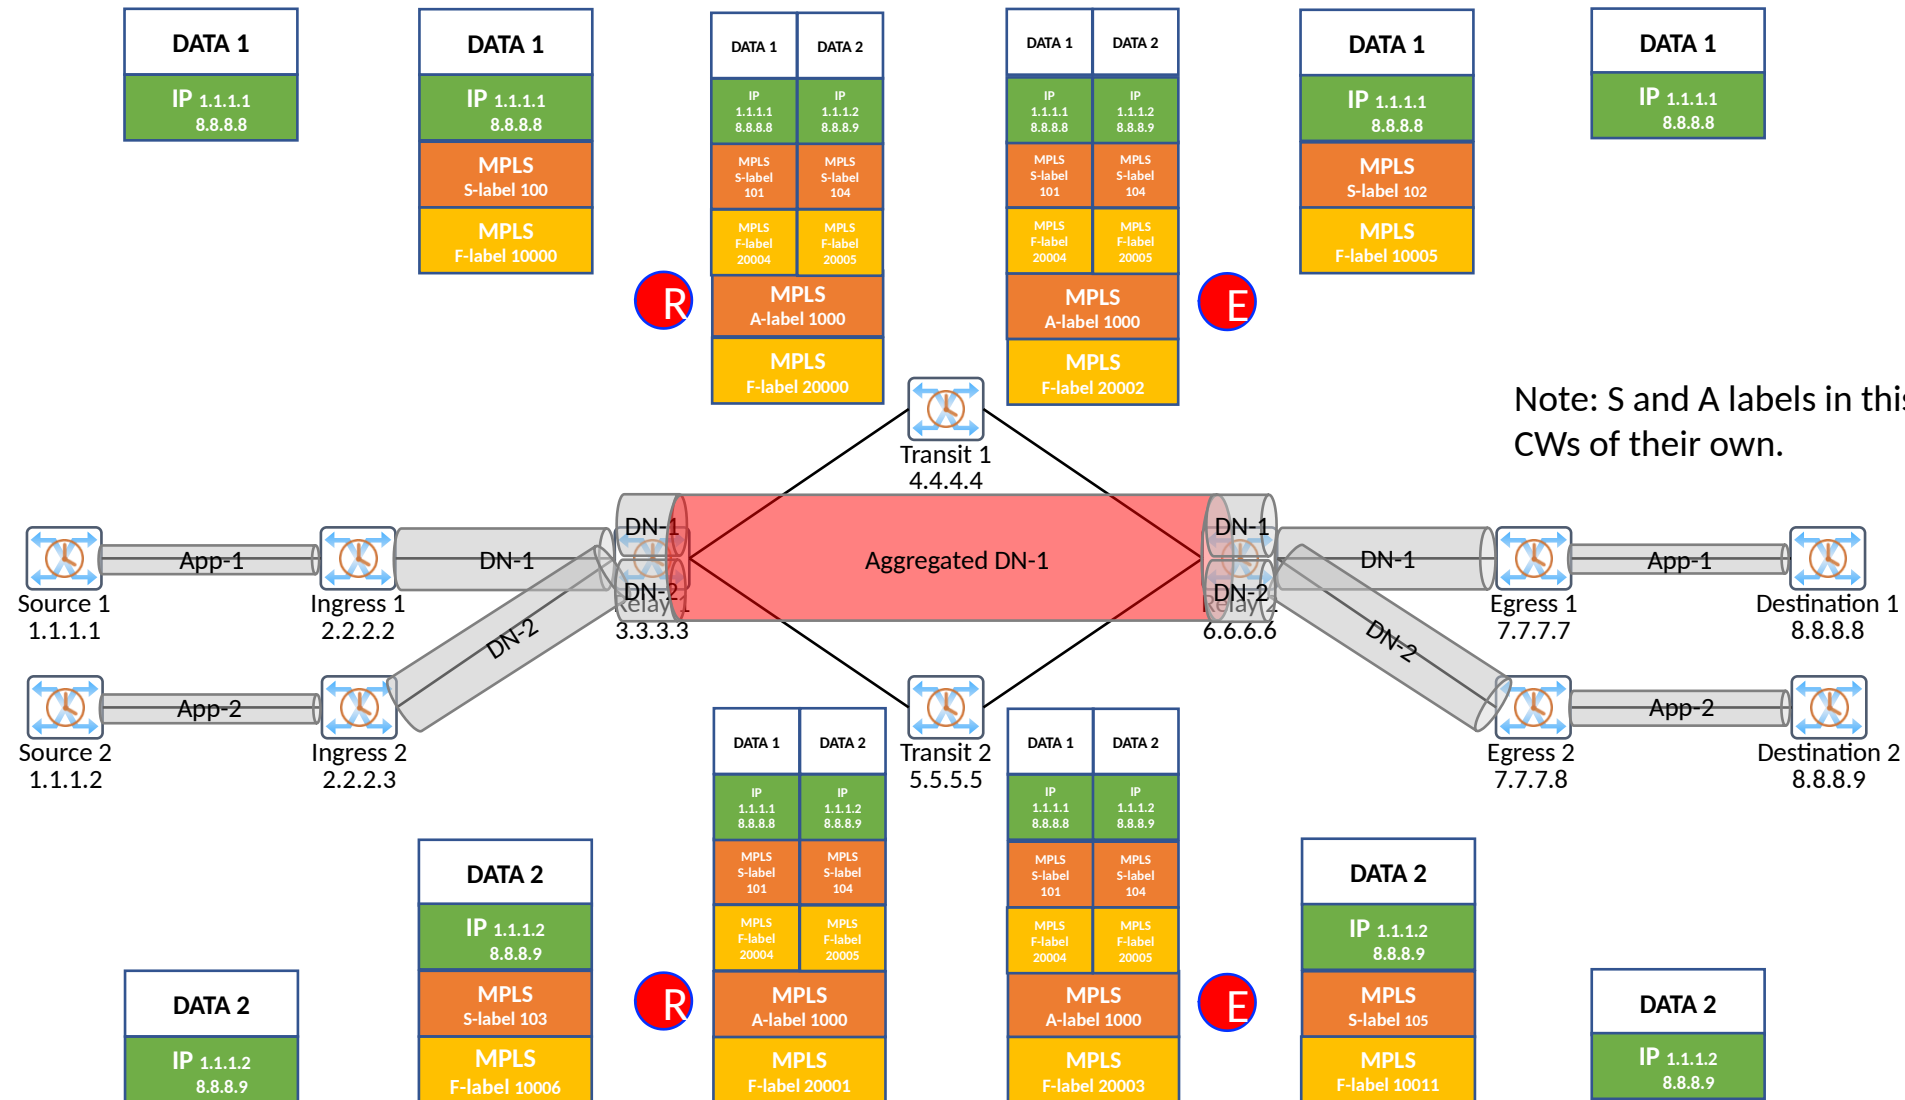 DATA 1
IP 1.1.1.1
8.8.8.8
DATA 1
IP 1.1.1.1
8.8.8.8
MPLS
S-label 100
MPLS
F-label 10000
DATA 1
DATA 2
IP
1.1.1.1
8.8.8.8
IP
1.1.1.2
8.8.8.9
MPLS
S-label
101
MPLS
S-label
104
MPLS
F-label
20004
MPLS
F-label
20005
MPLS
A-label 1000
MPLS
F-label 20000
DATA 1
DATA 2
IP
1.1.1.1
8.8.8.8
IP
1.1.1.2
8.8.8.9
MPLS
S-label
101
MPLS
S-label
104
MPLS
F-label
20004
MPLS
F-label
20005
MPLS
A-label 1000
MPLS
F-label 20002
DATA 1
IP 1.1.1.1
8.8.8.8
MPLS
S-label 102
MPLS
F-label 10005
DATA 1
IP 1.1.1.1
8.8.8.8
R
E
Note: S and A labels in this
CWs of their own.
Transit 1
4.4.4.4
App-1
DN-1
DN-1
DN-2
Aggregated DN-1
DN-1
DN-2
DN-1
App-1
Source 1
1.1.1.1
Ingress 1
2.2.2.2
Relay 1
3.3.3.3
Relay 2
6.6.6.6
Egress 1
7.7.7.7
Destination 1
8.8.8.8
DN-2
DN-2
App-2
App-2
Source 2
1.1.1.2
Ingress 2
2.2.2.3
Transit 2
5.5.5.5
Egress 2
7.7.7.8
Destination 2
8.8.8.9
DATA 2
IP 1.1.1.2
8.8.8.9
DATA 2
IP 1.1.1.2
8.8.8.9
MPLS
S-label 103
MPLS
F-label 10006
R
DATA 1
DATA 2
IP
1.1.1.1
8.8.8.8
IP
1.1.1.2
8.8.8.9
MPLS
S-label
101
MPLS
S-label
104
MPLS
F-label
20004
MPLS
F-label
20005
MPLS
A-label 1000
MPLS
F-label 20001
DATA 1
DATA 2
IP
1.1.1.1
8.8.8.8
IP
1.1.1.2
8.8.8.9
MPLS
S-label
101
MPLS
S-label
104
MPLS
F-label
20004
MPLS
F-label
20005
MPLS
A-label 1000
MPLS
F-label 20003
E
DATA 2
IP 1.1.1.2
8.8.8.9
MPLS
S-label 105
MPLS
F-label 10011
DATA 2
IP 1.1.1.2
8.8.8.9